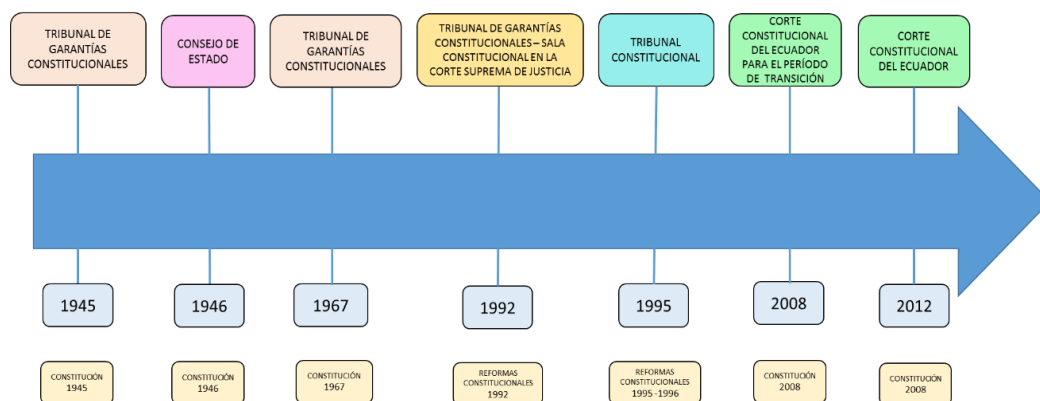 TRIBUNAL DE
GARANTÍAS
CONSTITUCIONALES
CONSEJO DE
ESTADO
TRIBUNAL DE
GARANTÍAS
CONSTITUCIONALES
TRIBUNAL DE GARANTÍAS
CONSTITUCIONALES – SALA
CONSTITUCIONAL EN LA
CORTE SUPREMA DE JUSTICIA
TRIBUNAL
CONSTITUCIONAL
CORTE
CONSTITUCIONAL
DEL ECUADOR
PARA EL PERÍODO
DE TRANSICIÓN
CORTE
CONSTITUCIONAL
DEL ECUADOR
1945
1946
1967
1992
1995
2008
2012
CONSTITUCIÓN
1945
CONSTITUCIÓN
1946
CONSTITUCIÓN
1967
REFORMAS
CONSTITUCIONALES
1992
REFORMAS
CONSTITUCIONALES
1995 -1996
CONSTITUCIÓN
2008
CONSTITUCIÓN
2008